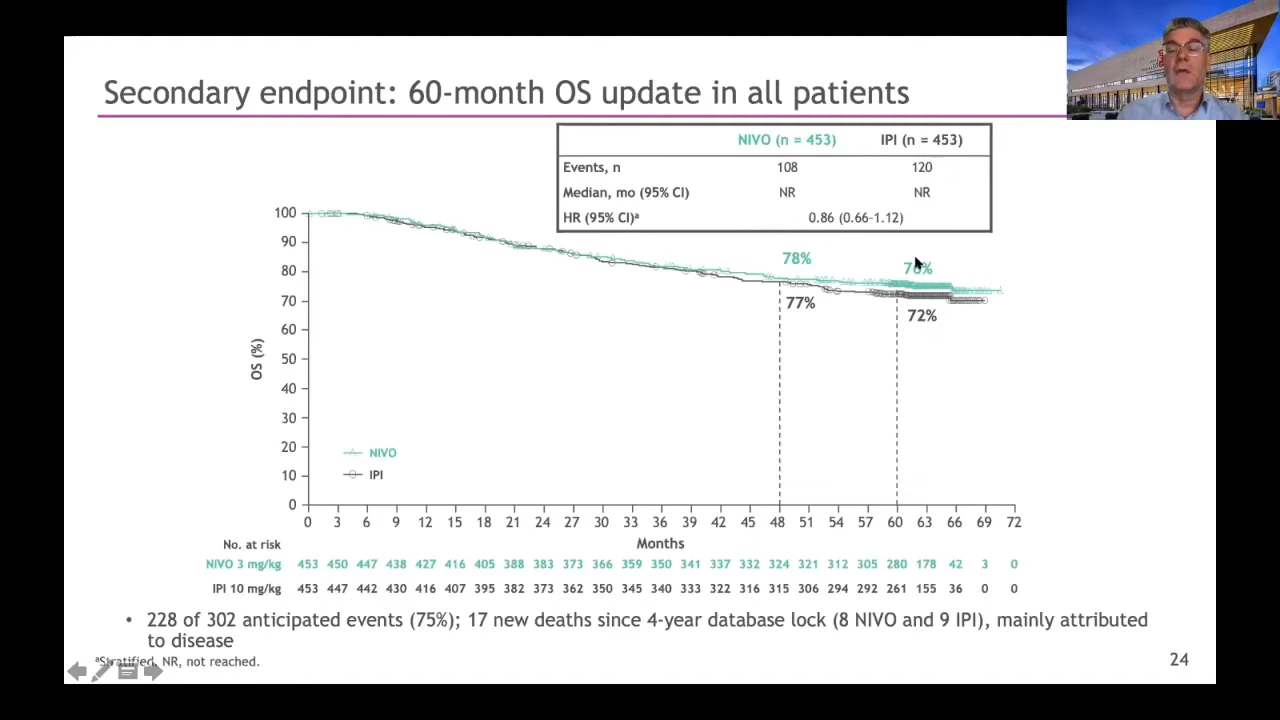 Secondary endpoint: 60-month OS update in all patients
NIVO (n = 453) IPI (n = 453)
Events, n 108 120
Median, mo (95% CI) NR NR
HR (95% CI)ᵃ 0.86 (0.66–1.12)
100
90
80
70
60
50
40
30
20
10
0
OS (%)
78%
76%
77%
72%
NIVO
IPI
0 3 6 9 12 15 18 21 24 27 30 33 36 39 42 45 48 51 54 57 60 63 66 69 72
Months
No. at risk
NIVO 3 mg/kg 453 450 447 438 427 416 405 388 383 373 366 359 350 341 337 332 324 321 312 305 280 178 42 3 0
IPI 10 mg/kg 453 447 442 430 416 407 395 382 373 362 350 345 340 333 322 316 315 306 294 292 261 155 36 0 0
• 228 of 302 anticipated events (75%); 17 new deaths since 4-year database lock (8 NIVO and 9 IPI), mainly attributed
to disease
ᵃStratified. NR, not reached.
24